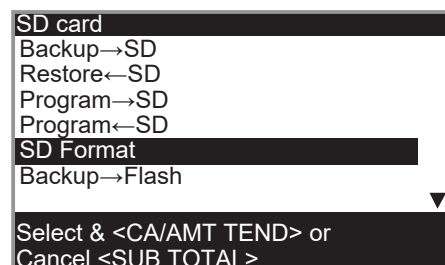 SD card
Backup→SD
Restore←SD
Program→SD
Program←SD
SD Format
Backup→Flash
▼
Select & <CA/AMT TEND> or
Cancel <SUB TOTAL>